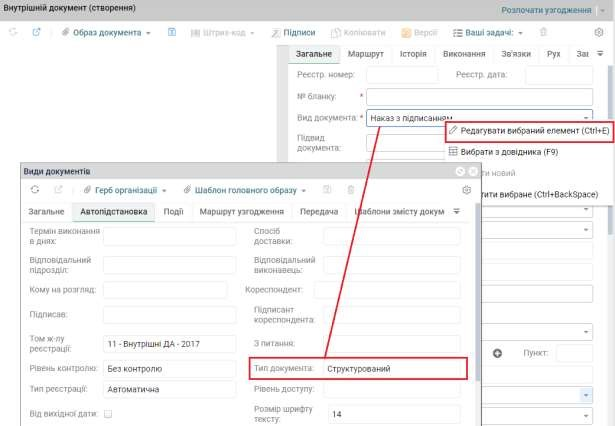 Внутрішній документ (створення)
Розпочати узгодження
Образ документа Штрих-код Підписи Копіювати Версії Ваші задачі:
Загальне Маршрут Історія Виконання Зв'язки Рух
Реєстр. номер: Реєстр. дата:
№ бланку: *
Вид документа: * Наказ з підписанням
Підвид
документа:
Редагувати вибраний елемент (Ctrl+E)
Вибрати з довідника (F9)
новий
вибране (Ctrl+BackSpace)
Пункт:
Види документів
Герб організації Шаблон головного образу
Загальне Автопідстановка Події Маршрут узгодження Передача Шаблони змісту докум
Термін виконання
в днях:
Спосіб
доставки:
Відповідальний
підрозділ:
Відповідальний
виконавець:
Кому на розгляд: Кореспондент:
Підписав:
Підписант
кореспондента:
Том ж-лу
реєстрації: 11 - Внутрішні ДА - 2017
З питання:
Рівень контролю: Без контролю
Тип документа: Структурований
Тип реєстрації: Автоматична
Рівень доступу:
Від вихідної дати:
Розмір шрифту
тексту: 14